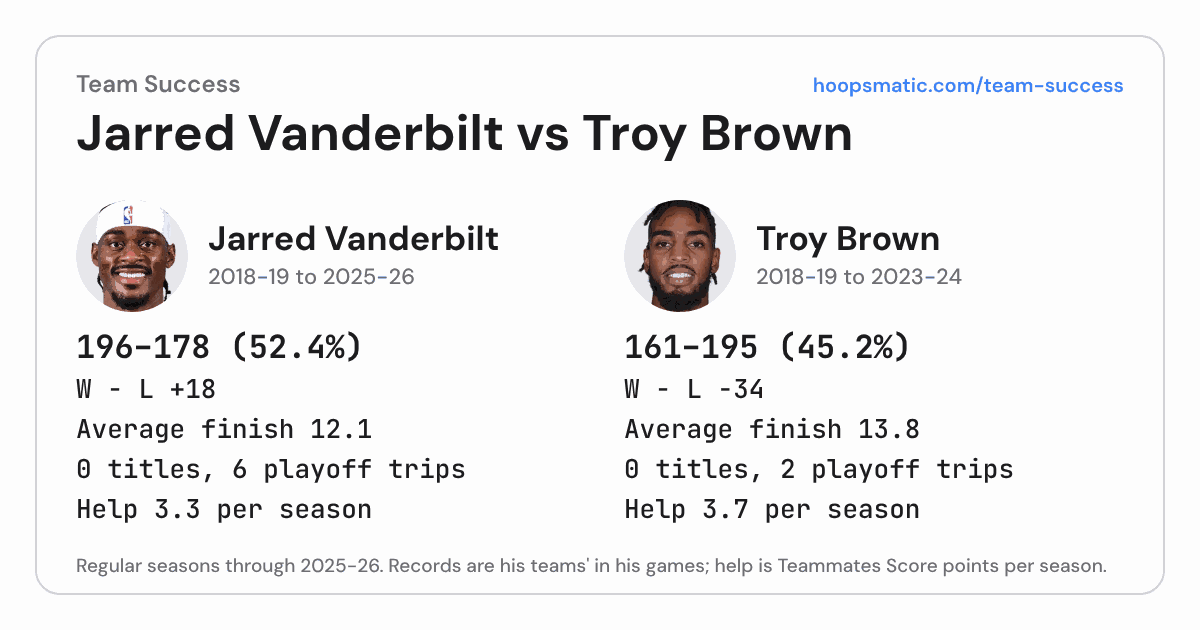 Team Success
hoopsmatic.com/team-success
Jarred Vanderbilt vs Troy Brown
Jarred Vanderbilt
2018-19 to 2025-26
196-178 (52.4%)
W - L +18
Average finish 12.1
0 titles, 6 playoff trips
Help 3.3 per season
Troy Brown
2018-19 to 2023-24
161-195 (45.2%)
W - L -34
Average finish 13.8
0 titles, 2 playoff trips
Help 3.7 per season
Regular seasons through 2025-26. Records are his teams' in his games; help is Teammates Score points per season.